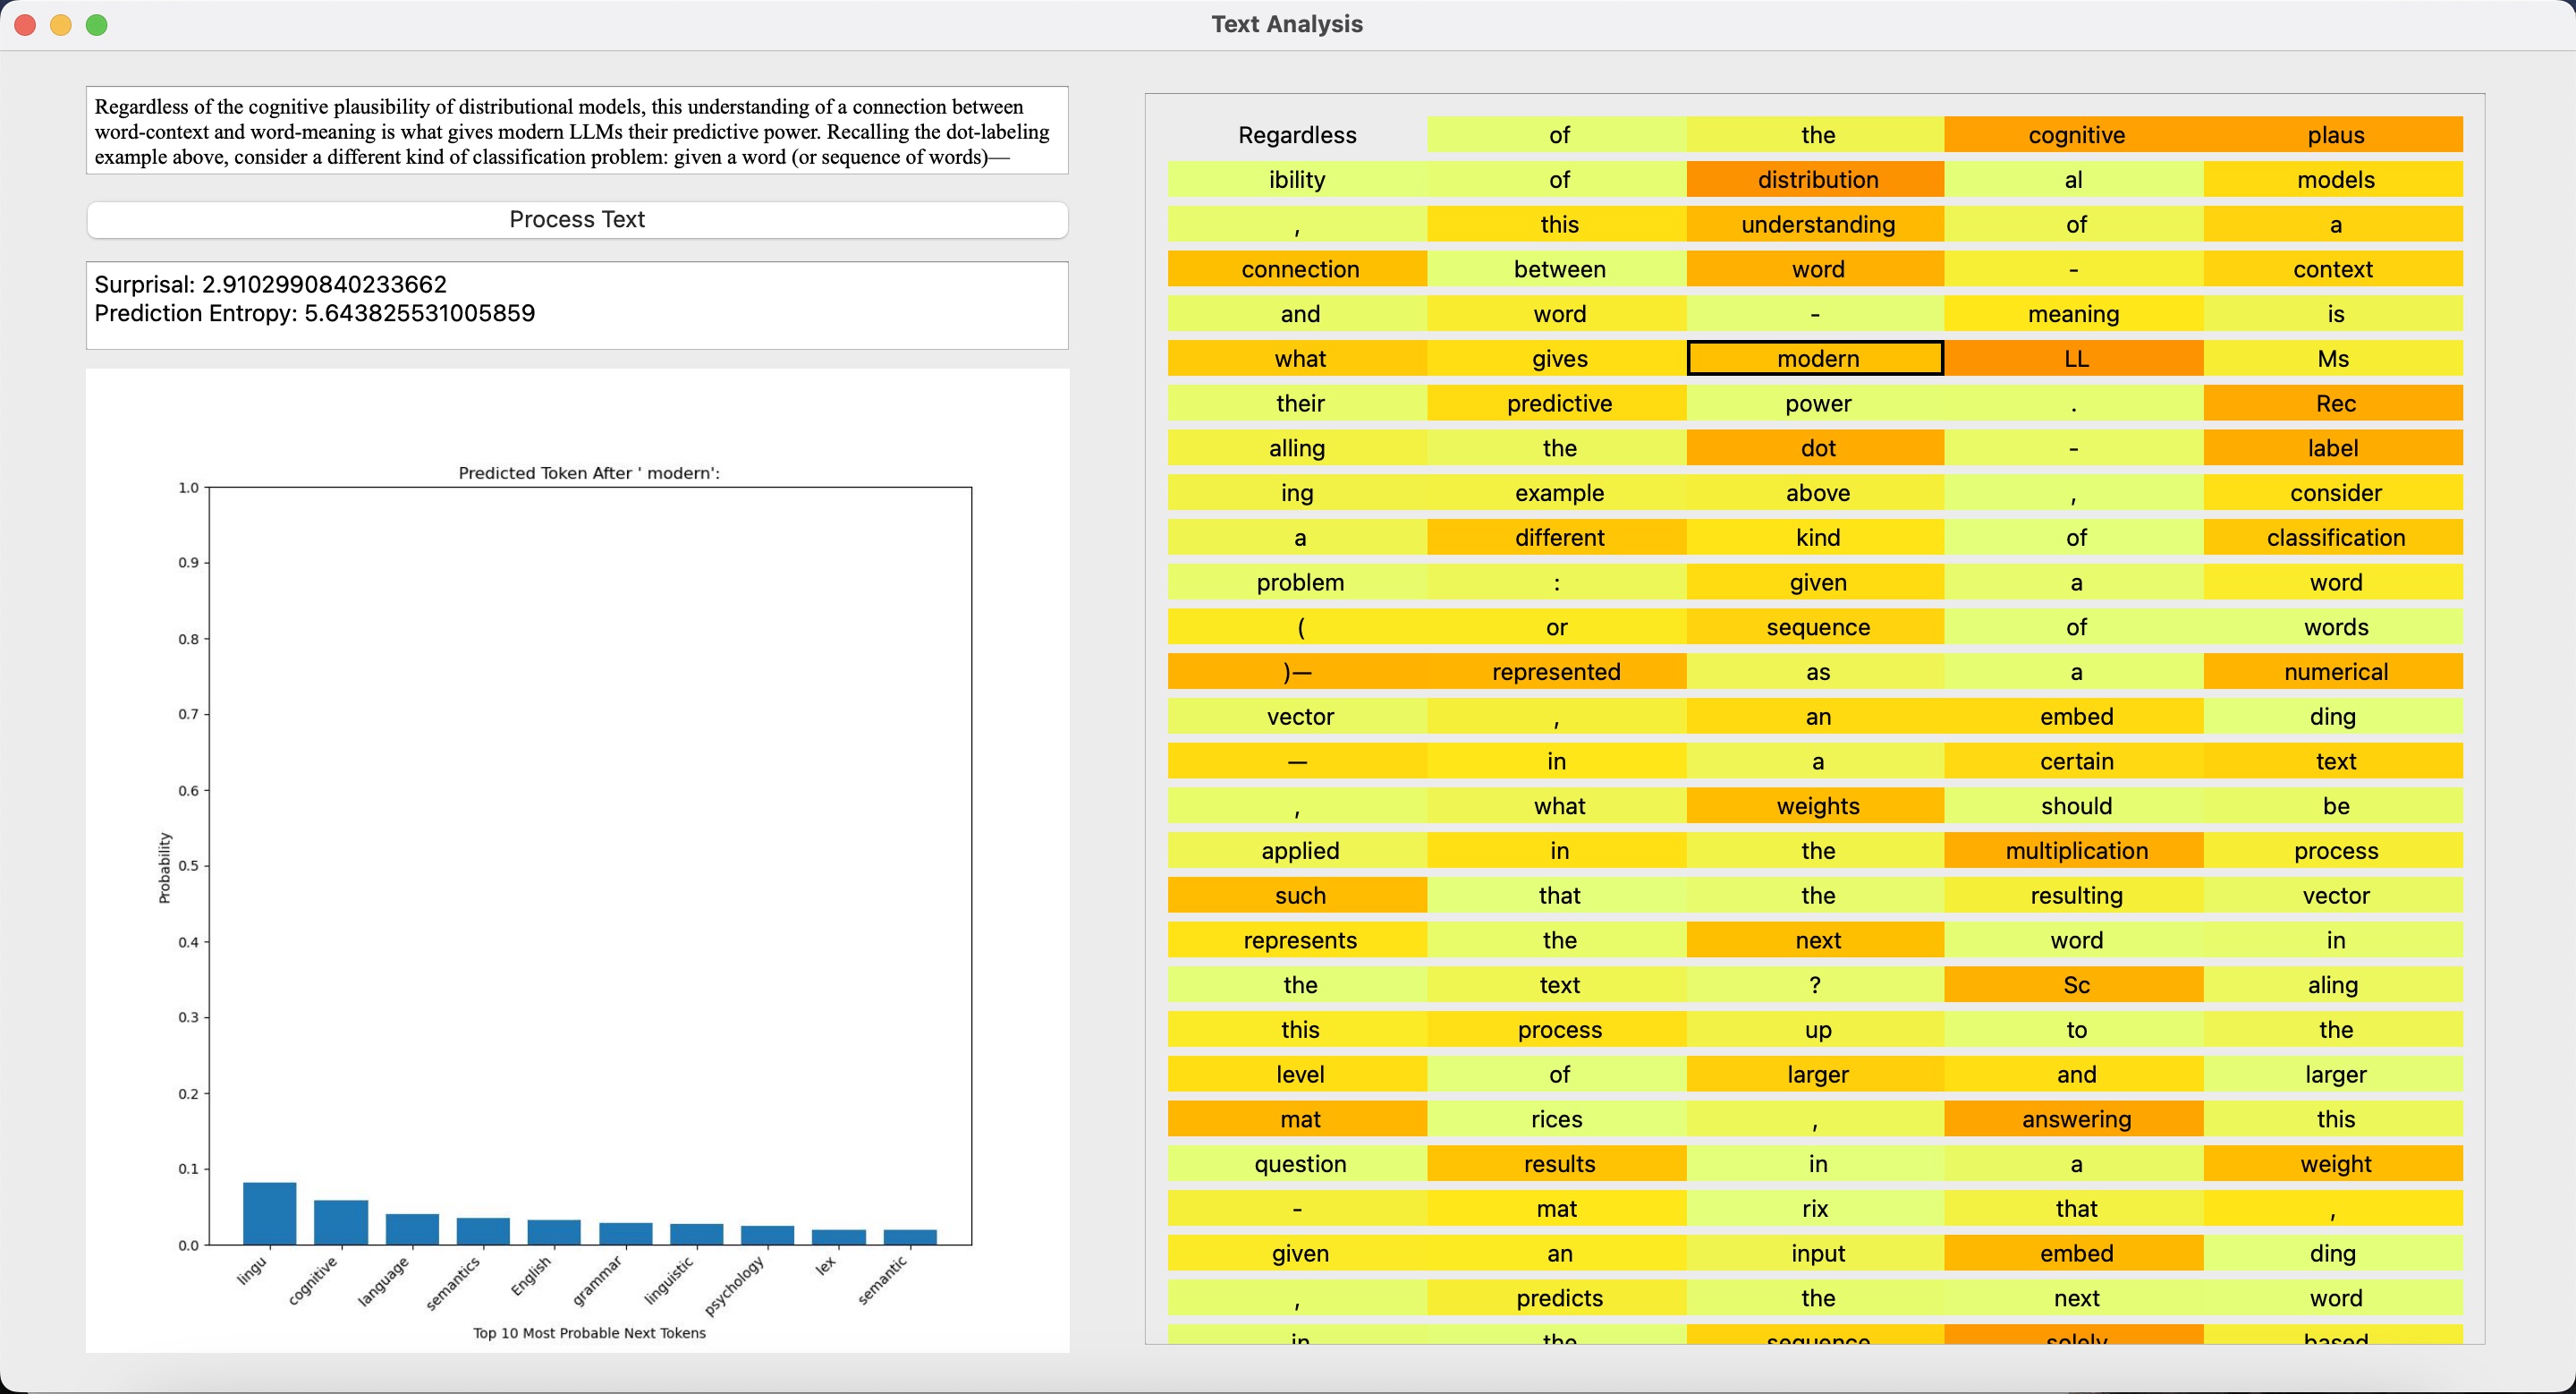 Text Analysis
Regardless of the cognitive plausibility of distributional models, this understanding of a connection between
word-context and word-meaning is what gives modern LLMs their predictive power. Recalling the dot-labeling
example above, consider a different kind of classification problem: given a word (or sequence of words)—
Process Text
Surprisal: 2.9102990840233662
Prediction Entropy: 5.643825531005859
Predicted Token After ' modern':
1.0
0.9
0.8
0.7
0.6
0.5
0.4
0.3
0.2
0.1
0.0
Probability
lingu
cognitive
language
semantics
English
grammar
linguistic
psychology
lex
semantic
Top 10 Most Probable Next Tokens
Regardless of the cognitive plaus
ibility of distribution al models
, this understanding of a
connection between word - context
and word - meaning is
what gives modern LL Ms
their predictive power . Rec
alling the dot - label
ing example above , consider
a different kind of classification
problem : given a word
( or sequence of words
)— represented as a numerical
vector , an embed ding
— in a certain text
, what weights should be
applied in the multiplication process
such that the resulting vector
represents the next word in
the text ? Sc aling
this process up to the
level of larger and larger
mat rices , answering this
question results in a weight
- mat rix that ,
given an input embed ding
, predicts the next word
in the sequence solely based